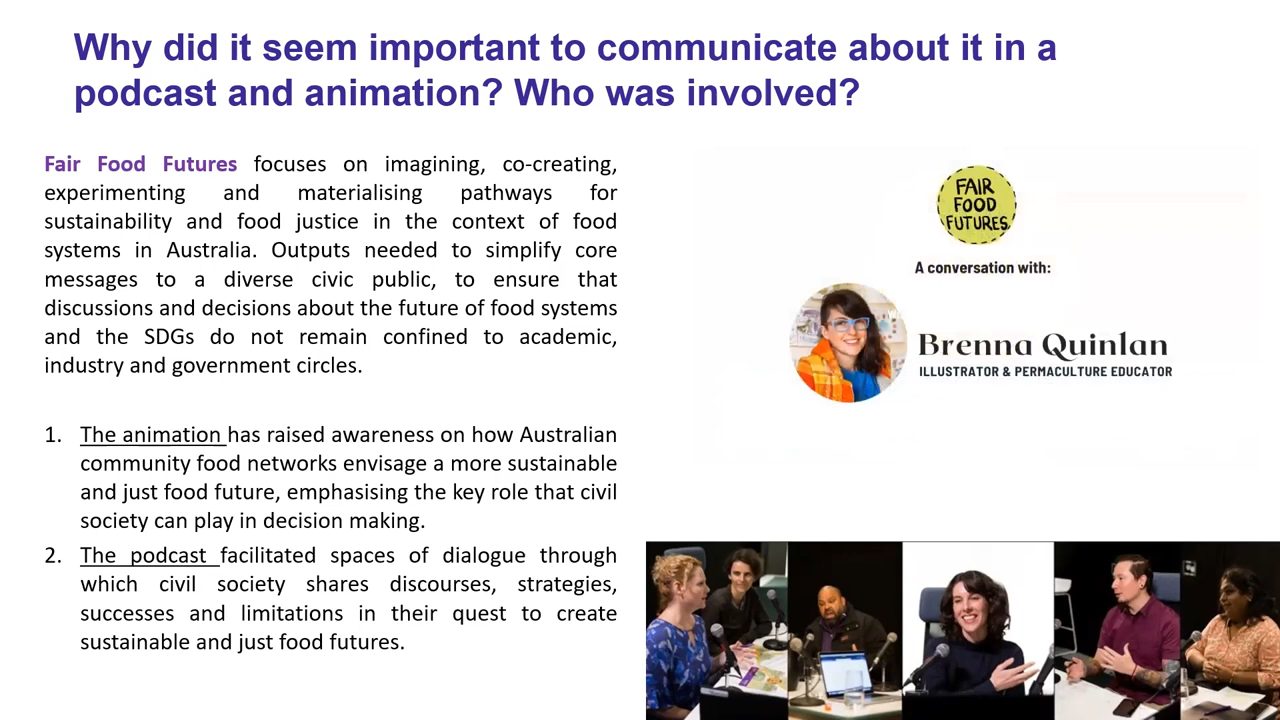 Why did it seem important to communicate about it in a
podcast and animation? Who was involved?
Fair Food Futures focuses on imagining, co-creating,
experimenting and materialising pathways for
sustainability and food justice in the context of food
systems in Australia. Outputs needed to simplify core
messages to a diverse civic public, to ensure that
discussions and decisions about the future of food systems
and the SDGs do not remain confined to academic,
industry and government circles.
1. The animation has raised awareness on how Australian
community food networks envisage a more sustainable
and just food future, emphasising the key role that civil
society can play in decision making.
2. The podcast facilitated spaces of dialogue through
which civil society shares discourses, strategies,
successes and limitations in their quest to create
sustainable and just food futures.
FAIR
FOOD
FUTURES
A conversation with:
Brenna Quinlan
ILLUSTRATOR & PERMACULTURE EDUCATOR